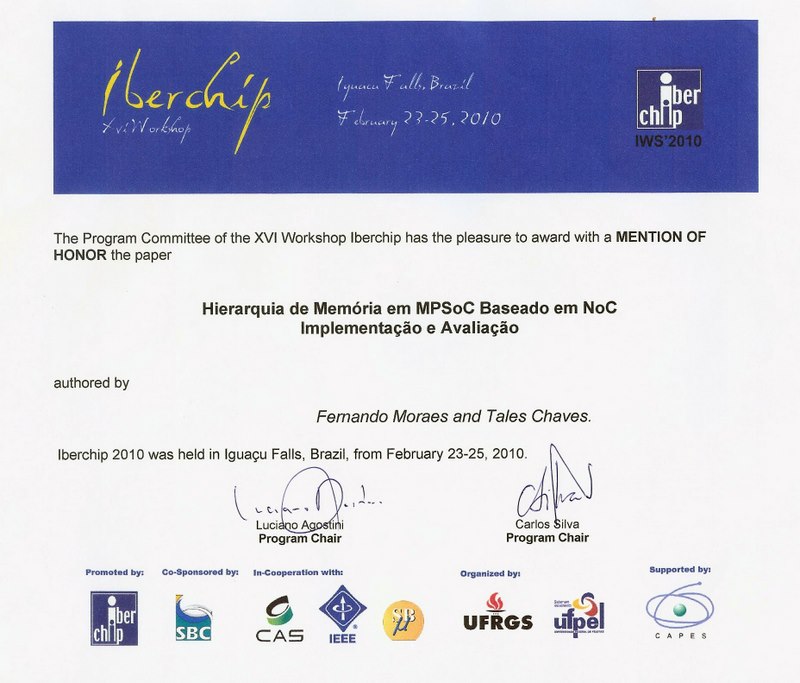 Iberchip
XVI Workshop
Iguacu Falls, Brazil
February 23-25, 2010
iber
chip
IWS'2010
The Program Committee of the XVI Workshop Iberchip has the pleasure to award with a MENTION OF
HONOR the paper
Hierarquia de Memória em MPSoC Baseado em NoC
Implementação e Avaliação
authored by
Fernando Moraes and Tales Chaves.
Iberchip 2010 was held in Iguaçu Falls, Brazil, from February 23-25, 2010.
Luciano Agostini
Program Chair
Carlos Silva
Program Chair
Promoted by:
Co-Sponsored by:
In-Cooperation with:
Organized by:
Supported by:
iber
chip
SBC
CAS
IEEE
SB
µ
UFRGS
ufpel
CAPES